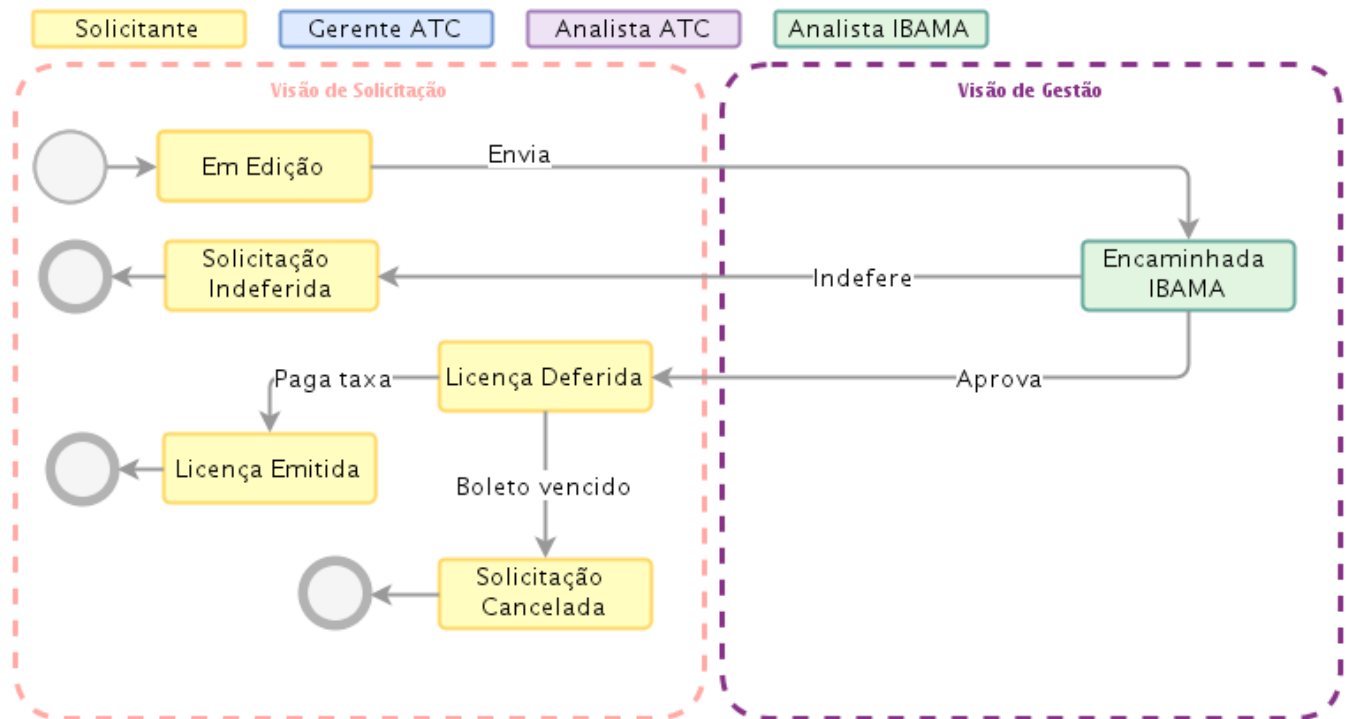 Solicitante
Gerente ATC
Analista ATC
Analista IBAMA
Visão de Solicitação
Visão de Gestão
Em Edição
Envia
Solicitação
Indeferida
Indefere
Encaminhada
IBAMA
Paga taxa
Licença Deferida
Aprova
Licença Emitida
Boleto vencido
Solicitação
Cancelada